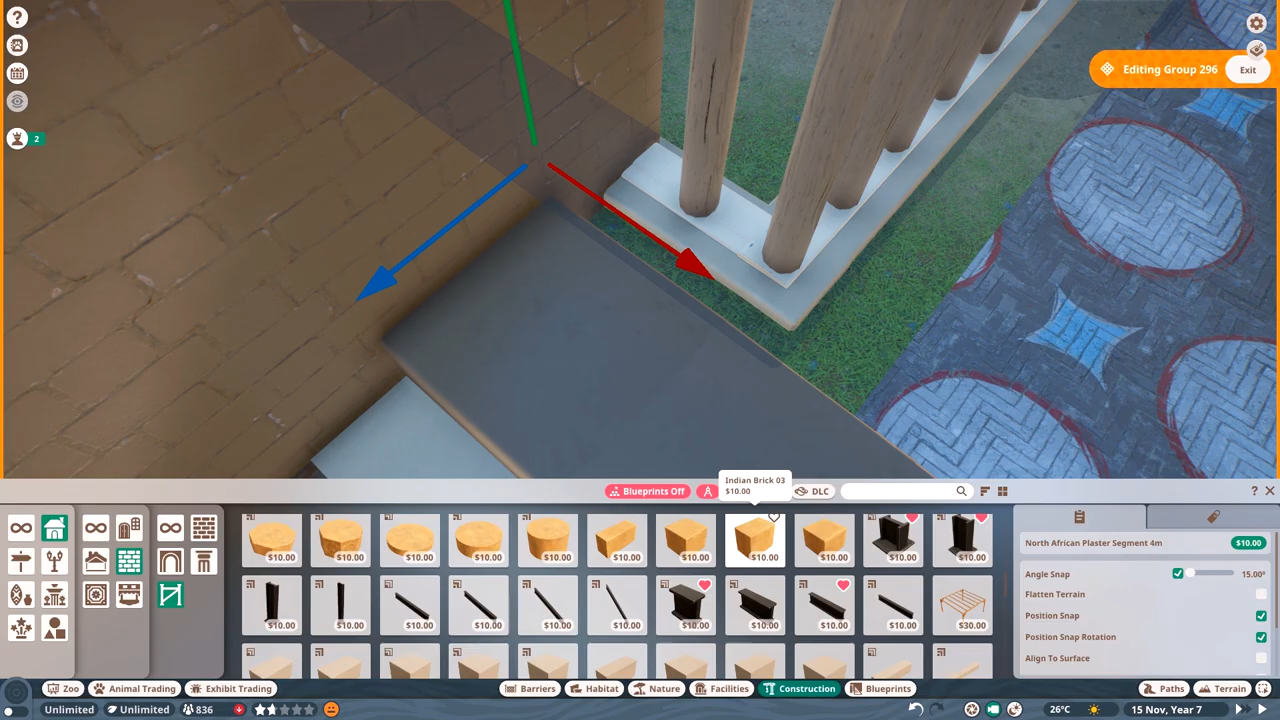 Editing Group 296
Exit
2
Indian Brick 03
$10.00
Blueprints Off
DLC
$10.00 $10.00 $10.00 $10.00 $10.00 $10.00 $10.00 $10.00 $10.00 $10.00 $10.00
$10.00 $10.00 $10.00 $10.00 $10.00 $10.00 $10.00 $10.00 $10.00 $10.00 $30.00
North African Plaster Segment 4m $10.00
Angle Snap 15.00°
Flatten Terrain
Position Snap
Position Snap Rotation
Align To Surface
Zoo Animal Trading Exhibit Trading Barriers Habitat Nature Facilities Construction Blueprints Paths Terrain
Unlimited Unlimited 836 26°C 15 Nov, Year 7